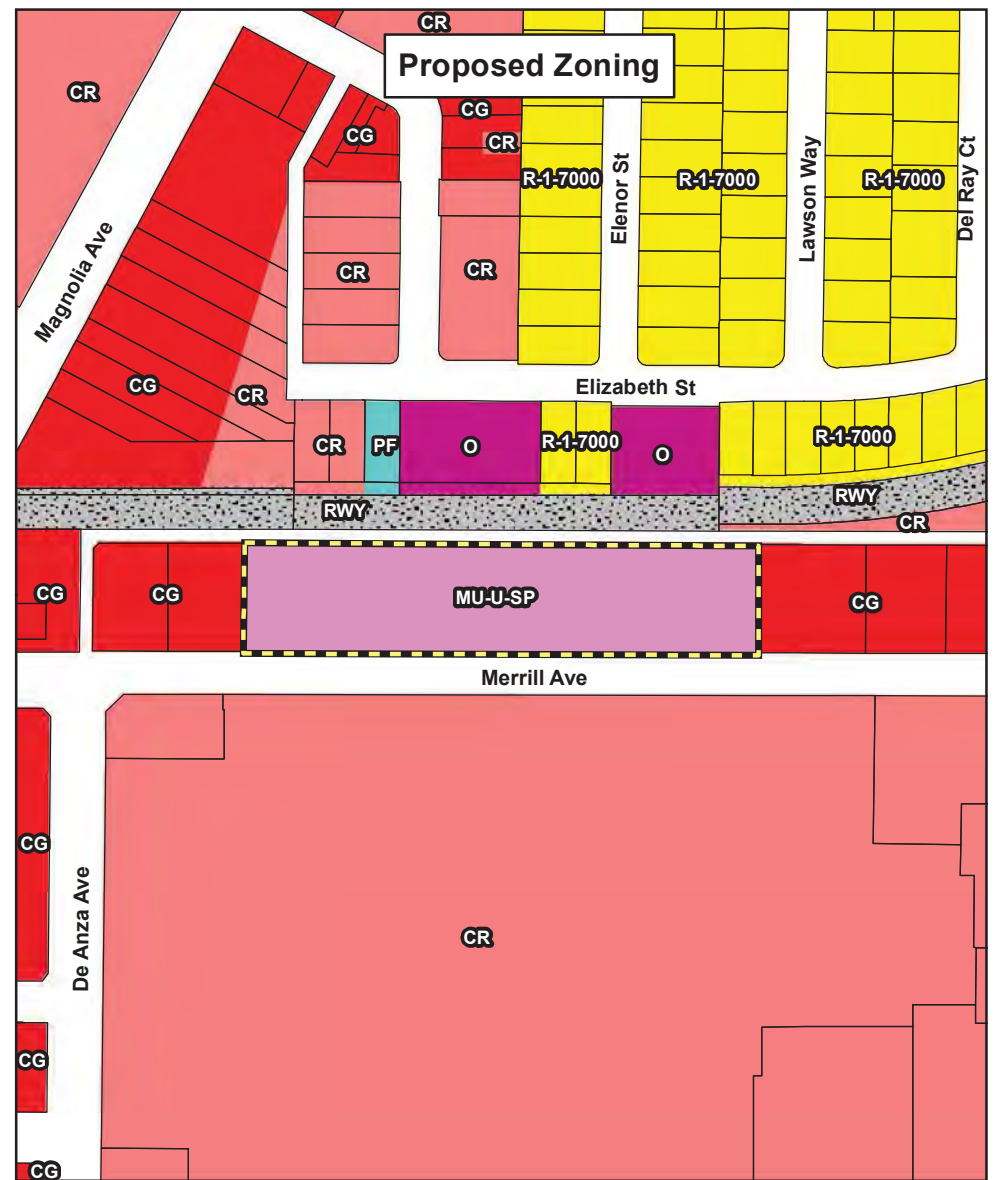 CR
Proposed Zoning
CR
CG
CG
CR
R-1-7000
R-1-7000
R-1-7000
Elenor St
Lawson Way
Del Ray Ct
Magnolia Ave
CR
CR
Elizabeth St
CG
CR
CR
PF
O
R-1-7000
O
R-1-7000
RWY
RWY
CR
CG
CG
MU-U-SP
CG
Merrill Ave
CG
De Anza Ave
CR
CG
CG